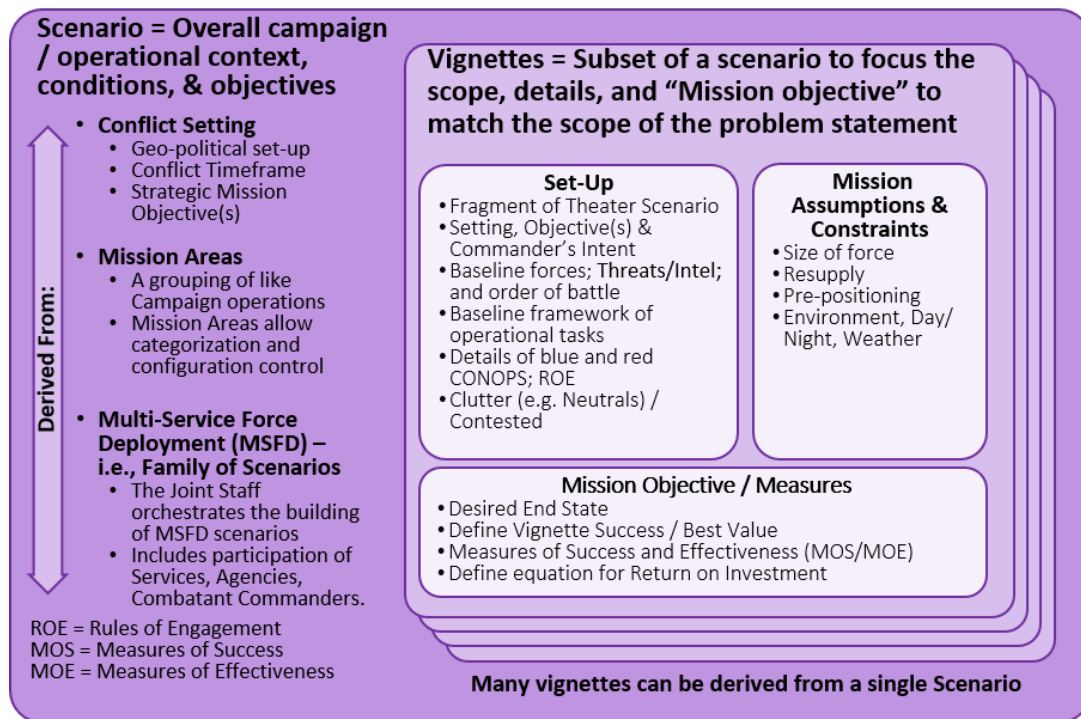 Scenario = Overall campaign
/ operational context,
conditions, & objectives
Derived From:
• Conflict Setting
• Geo-political set-up
• Conflict Timeframe
• Strategic Mission
Objective(s)
• Mission Areas
• A grouping of like
Campaign operations
• Mission Areas allow
categorization and
configuration control
• Multi-Service Force
Deployment (MSFD) –
i.e., Family of Scenarios
• The Joint Staff
orchestrates the building
of MSFD scenarios
• Includes participation of
Services, Agencies,
Combatant Commanders.
ROE = Rules of Engagement
MOS = Measures of Success
MOE = Measures of Effectiveness
Vignettes = Subset of a scenario to focus the
scope, details, and “Mission objective” to
match the scope of the problem statement
Set-Up
• Fragment of Theater Scenario
• Setting, Objective(s) &
Commander’s Intent
• Baseline forces; Threats/Intel;
and order of battle
• Baseline framework of
operational tasks
• Details of blue and red
CONOPS; ROE
• Clutter (e.g. Neutrals) /
Contested
Mission
Assumptions &
Constraints
• Size of force
• Resupply
• Pre-positioning
• Environment, Day/
Night, Weather
Mission Objective / Measures
• Desired End State
• Define Vignette Success / Best Value
• Measures of Success and Effectiveness (MOS/MOE)
• Define equation for Return on Investment
Many vignettes can be derived from a single Scenario